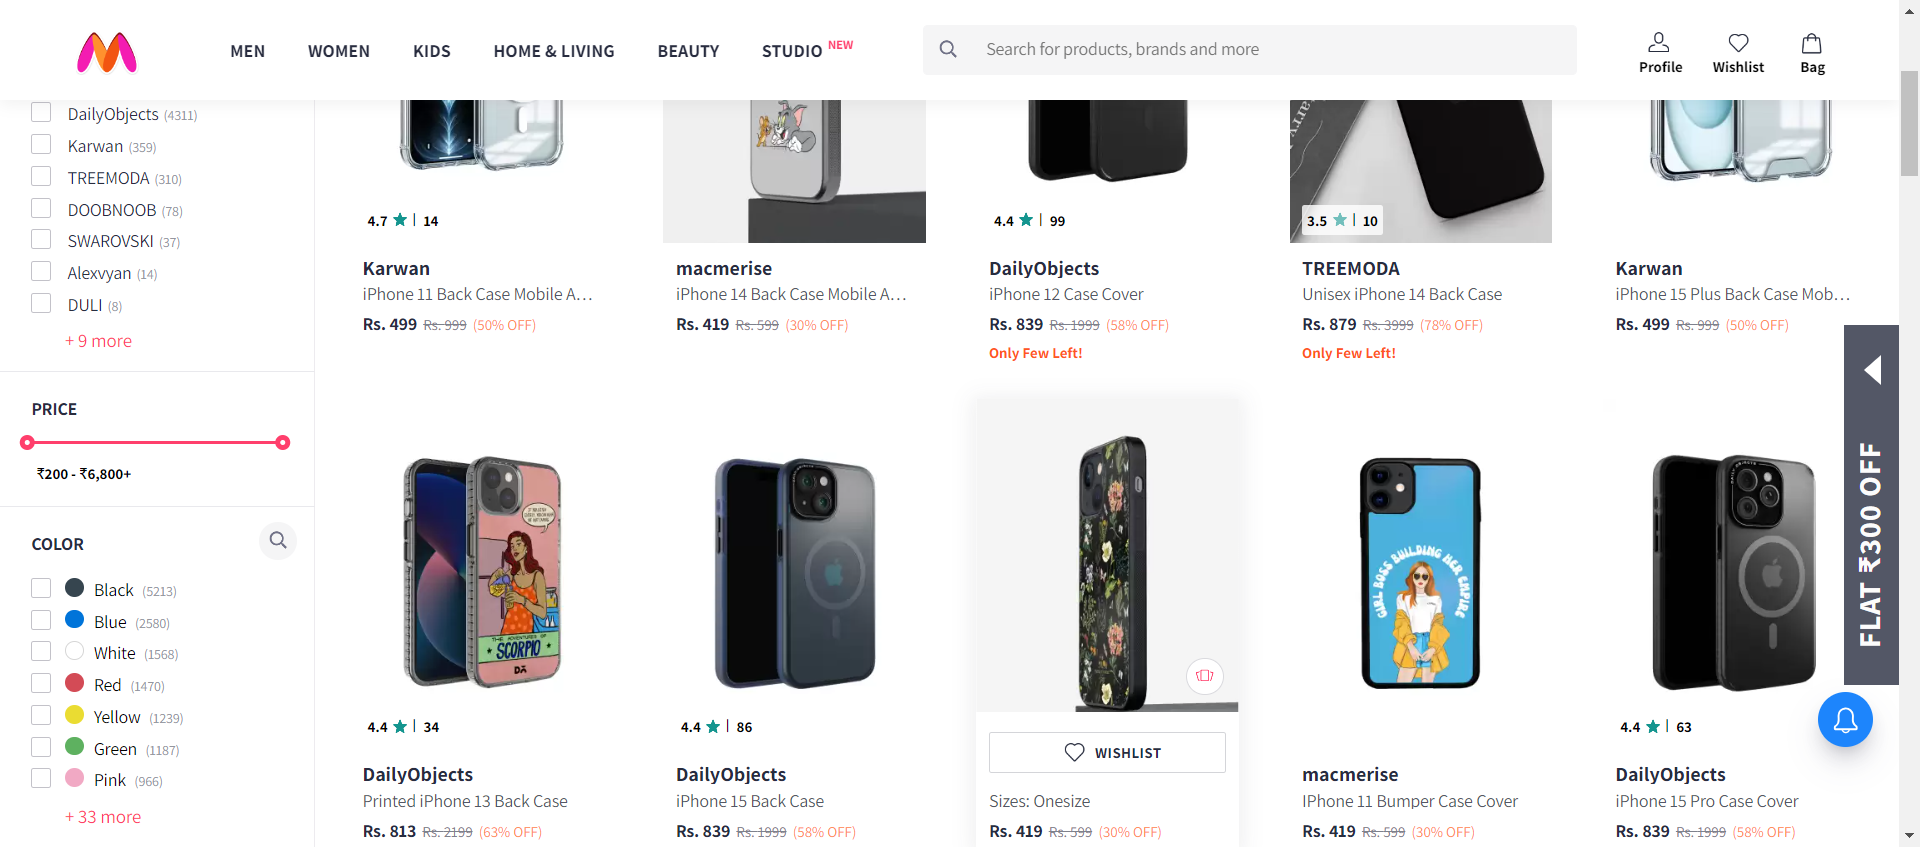 MEN WOMEN KIDS HOME & LIVING BEAUTY STUDIO NEW Search for products, brands and more Profile Wishlist Bag
DailyObjects (4311)
Karwan (359)
TREEMODA (310)
DOOBNOOB (78)
SWAROVSKI (37)
Alexvyan (14)
DULI (8)
+ 9 more
PRICE
₹200 - ₹6,800+
COLOR
Black (5213)
Blue (2580)
White (1568)
Red (1470)
Yellow (1239)
Green (1187)
Pink (966)
+ 33 more
4.7 | 14
Karwan
iPhone 11 Back Case Mobile A...
Rs. 499 Rs. 999 (50% OFF)
macmerise
iPhone 14 Back Case Mobile A...
Rs. 419 Rs. 599 (30% OFF)
4.4 | 99
DailyObjects
iPhone 12 Case Cover
Rs. 839 Rs. 1999 (58% OFF)
Only Few Left!
3.5 | 10
TREEMODA
Unisex iPhone 14 Back Case
Rs. 879 Rs. 3999 (78% OFF)
Only Few Left!
Karwan
iPhone 15 Plus Back Case Mob...
Rs. 499 Rs. 999 (50% OFF)
THE ADVENTURES OF
SCORPIO
4.4 | 34
DailyObjects
Printed iPhone 13 Back Case
Rs. 813 Rs. 2199 (63% OFF)
4.4 | 86
DailyObjects
iPhone 15 Back Case
Rs. 839 Rs. 1999 (58% OFF)
WISHLIST
Sizes: Onesize
Rs. 419 Rs. 599 (30% OFF)
GIRL BOSS BUILDING HER EMPIRE
macmerise
IPhone 11 Bumper Case Cover
Rs. 419 Rs. 599 (30% OFF)
4.4 | 63
DailyObjects
iPhone 15 Pro Case Cover
Rs. 839 Rs. 1999 (58% OFF)
FLAT ₹300 OFF